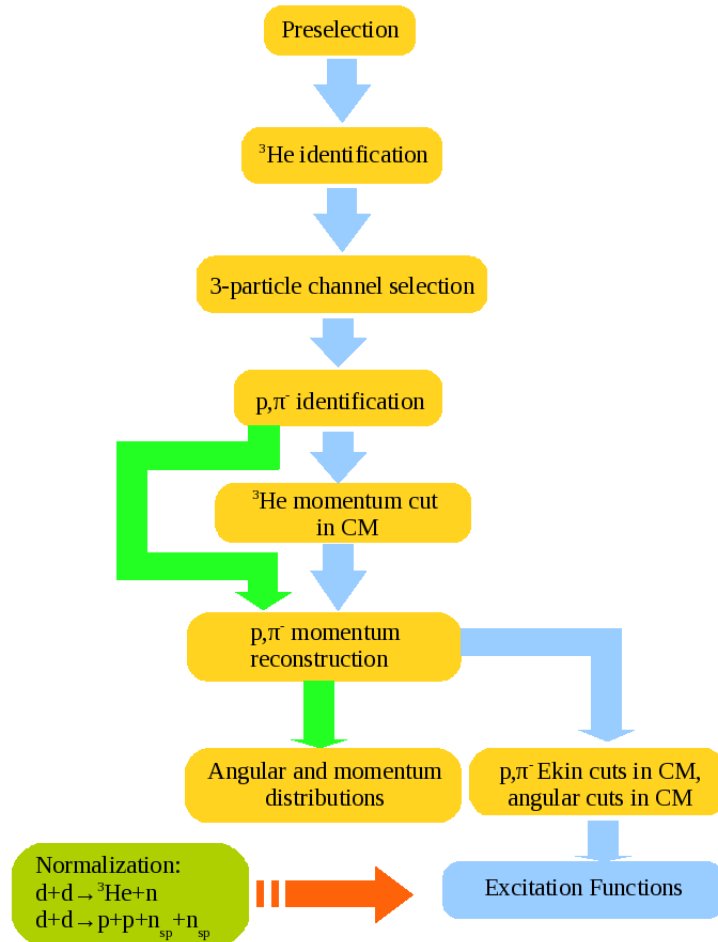 Preselection
³He identification
3-particle channel selection
p,π⁻ identification
³He momentum cut
in CM
p,π⁻ momentum
reconstruction
Angular and momentum
distributions
p,π⁻ Ekin cuts in CM,
angular cuts in CM
Normalization:
d+d→³He+n
d+d→p+p+nsp+nsp
Excitation Functions